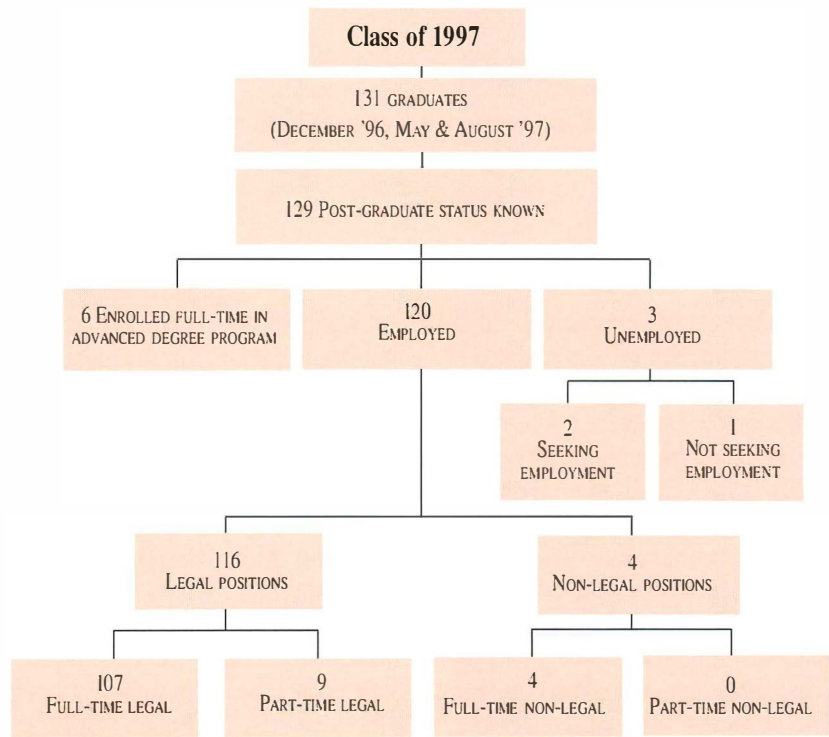 Class of 1997
131 GRADUATES
(DECEMBER '96, MAY & AUGUST '97)
129 POST-GRADUATE STATUS KNOWN
6 ENROLLED FULL-TIME IN
ADVANCED DEGREE PROGRAM
120
EMPLOYED
3
UNEMPLOYED
2
SEEKING
EMPLOYMENT
1
NOT SEEKING
EMPLOYMENT
116
LEGAL POSITIONS
4
NON-LEGAL POSITIONS
107
FULL-TIME LEGAL
9
PART-TIME LEGAL
4
FULL-TIME NON-LEGAL
0
PART-TIME NON-LEGAL